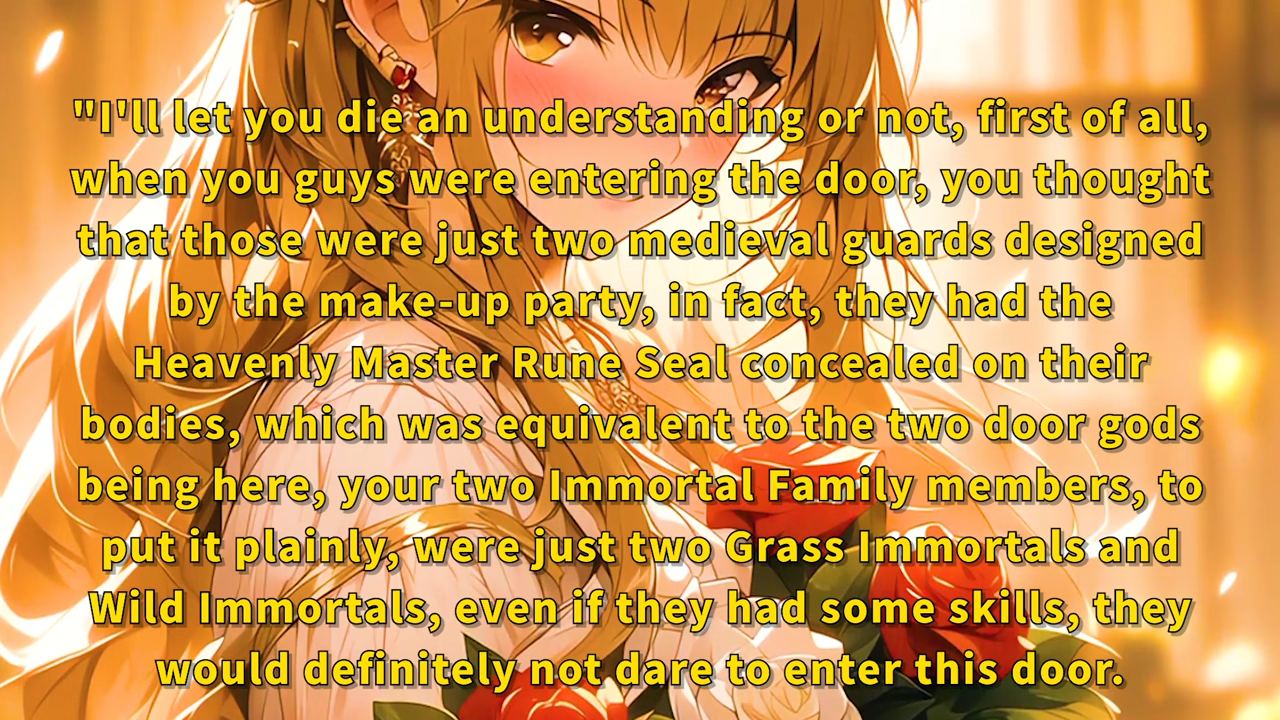 "I'll let you die an understanding or not, first of all,
when you guys were entering the door, you thought
that those were just two medieval guards designed
by the make-up party, in fact, they had the
Heavenly Master Rune Seal concealed on their
bodies, which was equivalent to the two door gods
being here, your two Immortal Family members, to
put it plainly, were just two Grass Immortals and
Wild Immortals, even if they had some skills, they
would definitely not dare to enter this door.